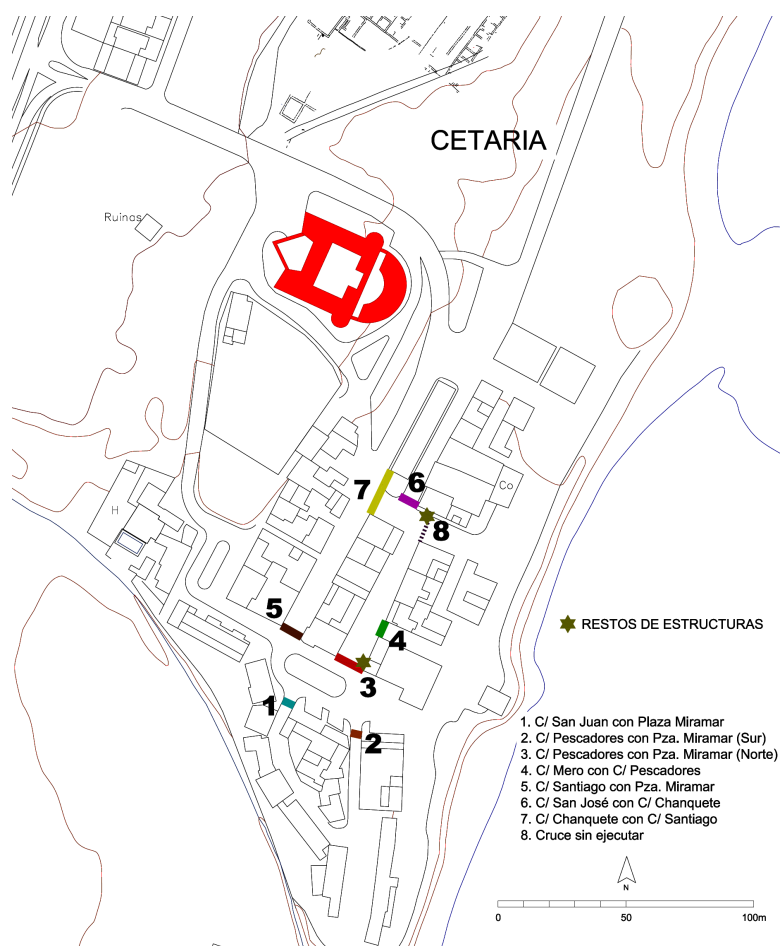 CETARIA
Ruinas
7
6
Co
H
8
5
4
RESTOS DE ESTRUCTURAS
3
1
2
1. C/ San Juan con Plaza Miramar
2. C/ Pescadores con Pza. Miramar (Sur)
3. C/ Pescadores con Pza. Miramar (Norte)
4. C/ Mero con C/ Pescadores
5. C/ Santiago con Pza. Miramar
6. C/ San José con C/ Chanquete
7. C/ Chanquete con C/ Santiago
8. Cruce sin ejecutar
N
0 50 100m